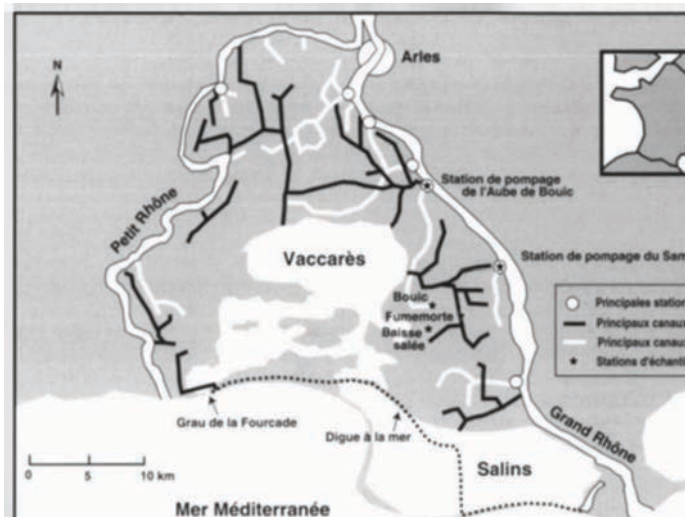 N
Arles
Station de pompage
de l'Aube de Bouic
Petit Rhône
Vaccarès
Station de pompage du Sam
Bouic
Fumemorte
Baisse
salée
Principales station
Principaux canaux
Principaux canaux
Stations d'échanti
Grau de la Fourcade
Digue à la mer
Grand Rhône
0 5 10 km
Salins
Mer Méditerranée